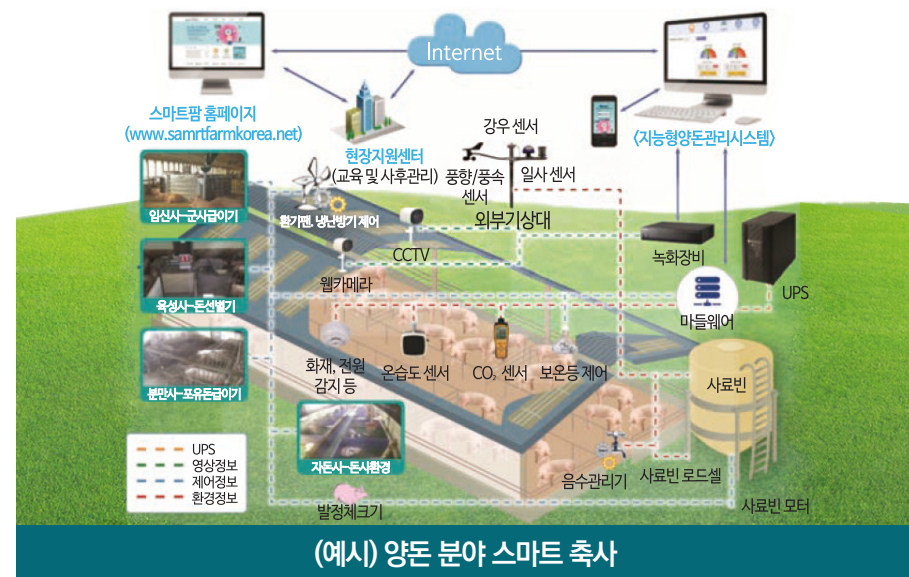 Internet
스마트팜 홈페이지
(www.samrtfarmkorea.net)
현장지원센터
(교육 및 사후관리)
강우 센서
풍향/풍속
센서
일사 센서
외부기상대
〈지능형양돈관리시스템〉
임신사-군사급이기
환기팬, 냉난방기 제어
CCTV
웹카메라
녹화장비
UPS
육성사-돈선별기
마들웨어
분만사-포유돈급이기
화재, 전원
감지 등
온습도 센서
CO₂ 센서
보온등 제어
사료빈
자돈사-돈사환경
음수관리기
사료빈 로드셀
사료빈 모터
발정체크기
UPS
영상정보
제어정보
환경정보
(예시) 양돈 분야 스마트 축사